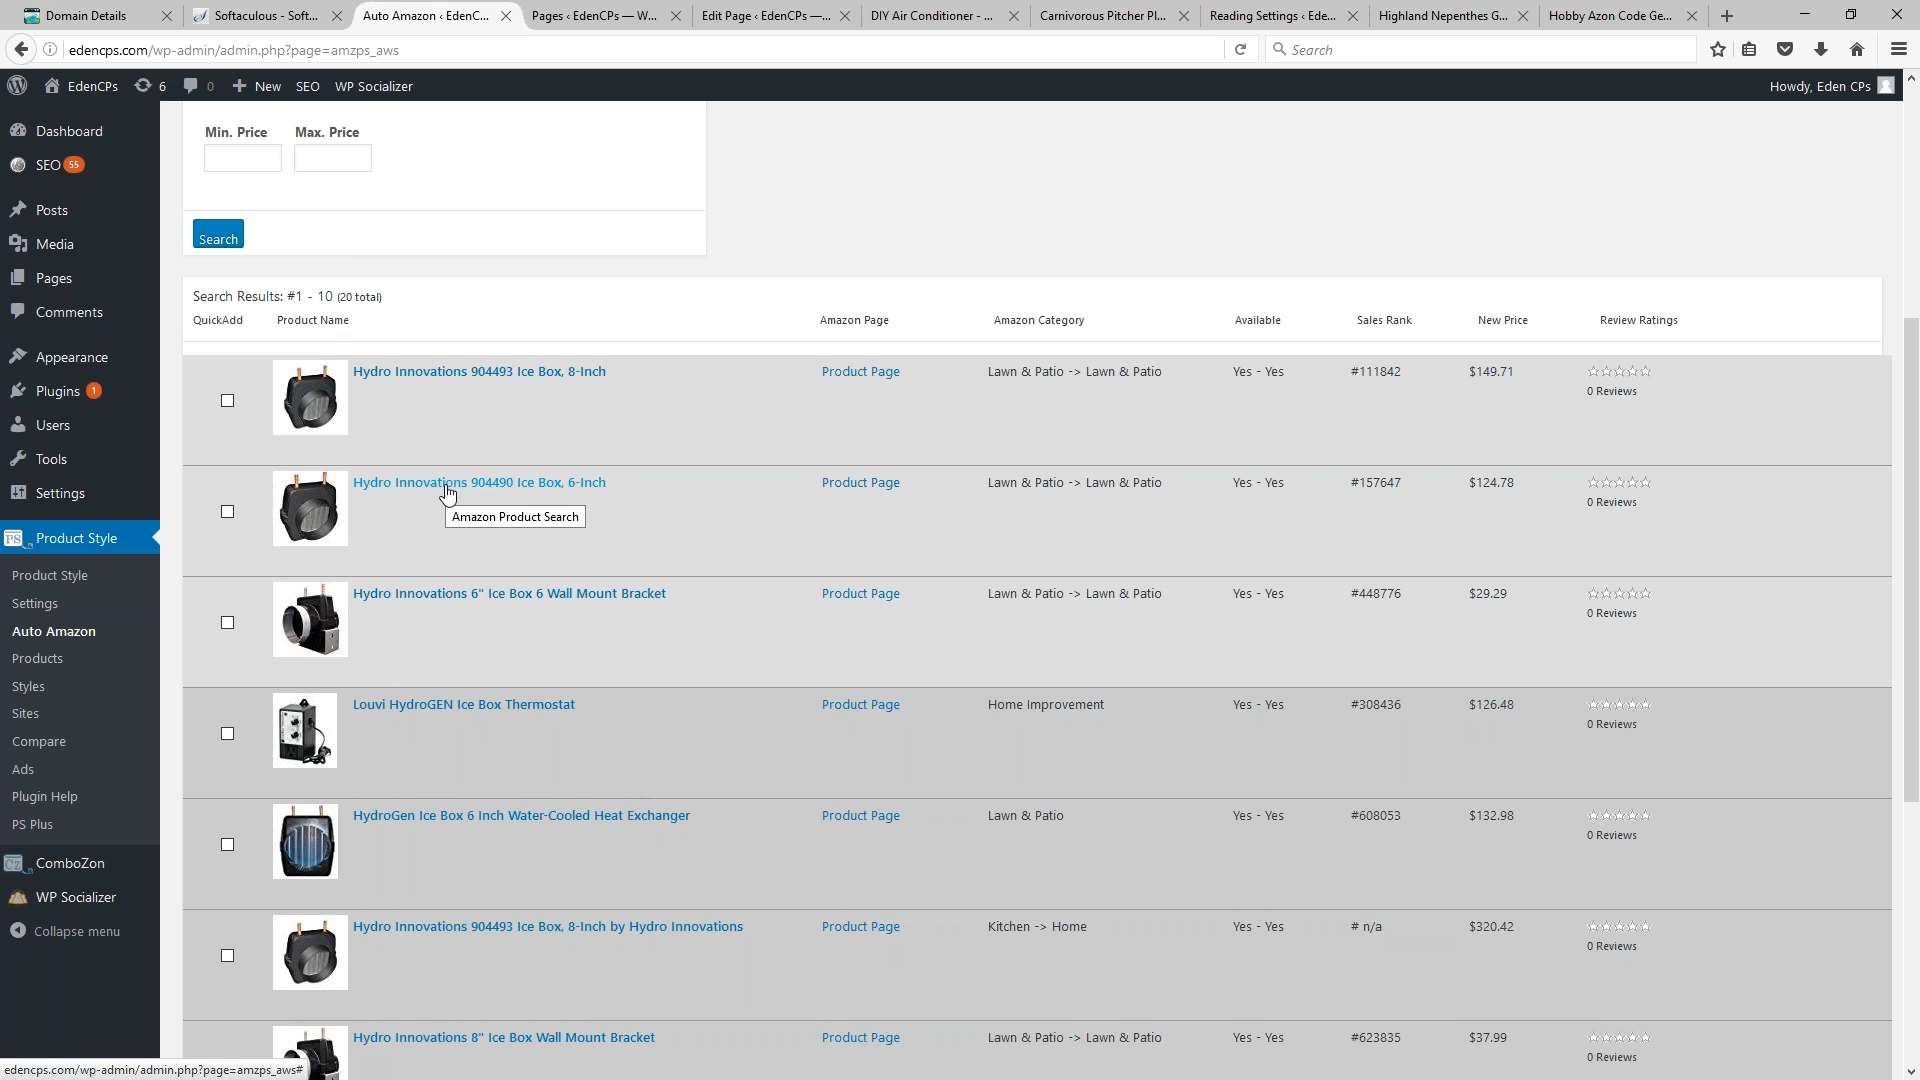 Domain Details
Softaculous - Soft...
Auto Amazon ‹ EdenC...
Pages ‹ EdenCPs — W...
Edit Page ‹ EdenCPs —...
DIY Air Conditioner - ...
Carnivorous Pitcher Pl...
Reading Settings ‹ Ede...
Highland Nepenthes G...
Hobby Azon Code Ge...
edencps.com/wp-admin/admin.php?page=amzps_aws
Search
EdenCPs
6
0
New
SEO
WP Socializer
Howdy, Eden CPs
Dashboard
SEO 55
Posts
Media
Pages
Comments
Appearance
Plugins 1
Users
Tools
Settings
PS Product Style
Product Style
Settings
Auto Amazon
Products
Styles
Sites
Compare
Ads
Plugin Help
PS Plus
CZ ComboZon
WP Socializer
Collapse menu
Min. Price Max. Price
Search
Search Results: #1 - 10 (20 total)
QuickAdd Product Name Amazon Page Amazon Category Available Sales Rank New Price Review Ratings
Hydro Innovations 904493 Ice Box, 8-Inch Product Page Lawn & Patio -> Lawn & Patio Yes - Yes #111842 $149.71
0 Reviews
Hydro Innovations 904490 Ice Box, 6-Inch Product Page Lawn & Patio -> Lawn & Patio Yes - Yes #157647 $124.78
0 Reviews
Amazon Product Search
Hydro Innovations 6" Ice Box 6 Wall Mount Bracket Product Page Lawn & Patio -> Lawn & Patio Yes - Yes #448776 $29.29
0 Reviews
Louvi HydroGEN Ice Box Thermostat Product Page Home Improvement Yes - Yes #308436 $126.48
0 Reviews
HydroGen Ice Box 6 Inch Water-Cooled Heat Exchanger Product Page Lawn & Patio Yes - Yes #608053 $132.98
0 Reviews
Hydro Innovations 904493 Ice Box, 8-Inch by Hydro Innovations Product Page Kitchen -> Home Yes - Yes # n/a $320.42
0 Reviews
Hydro Innovations 8" Ice Box Wall Mount Bracket Product Page Lawn & Patio -> Lawn & Patio Yes - Yes #623835 $37.99
0 Reviews
edencps.com/wp-admin/admin.php?page=amzps_aws#